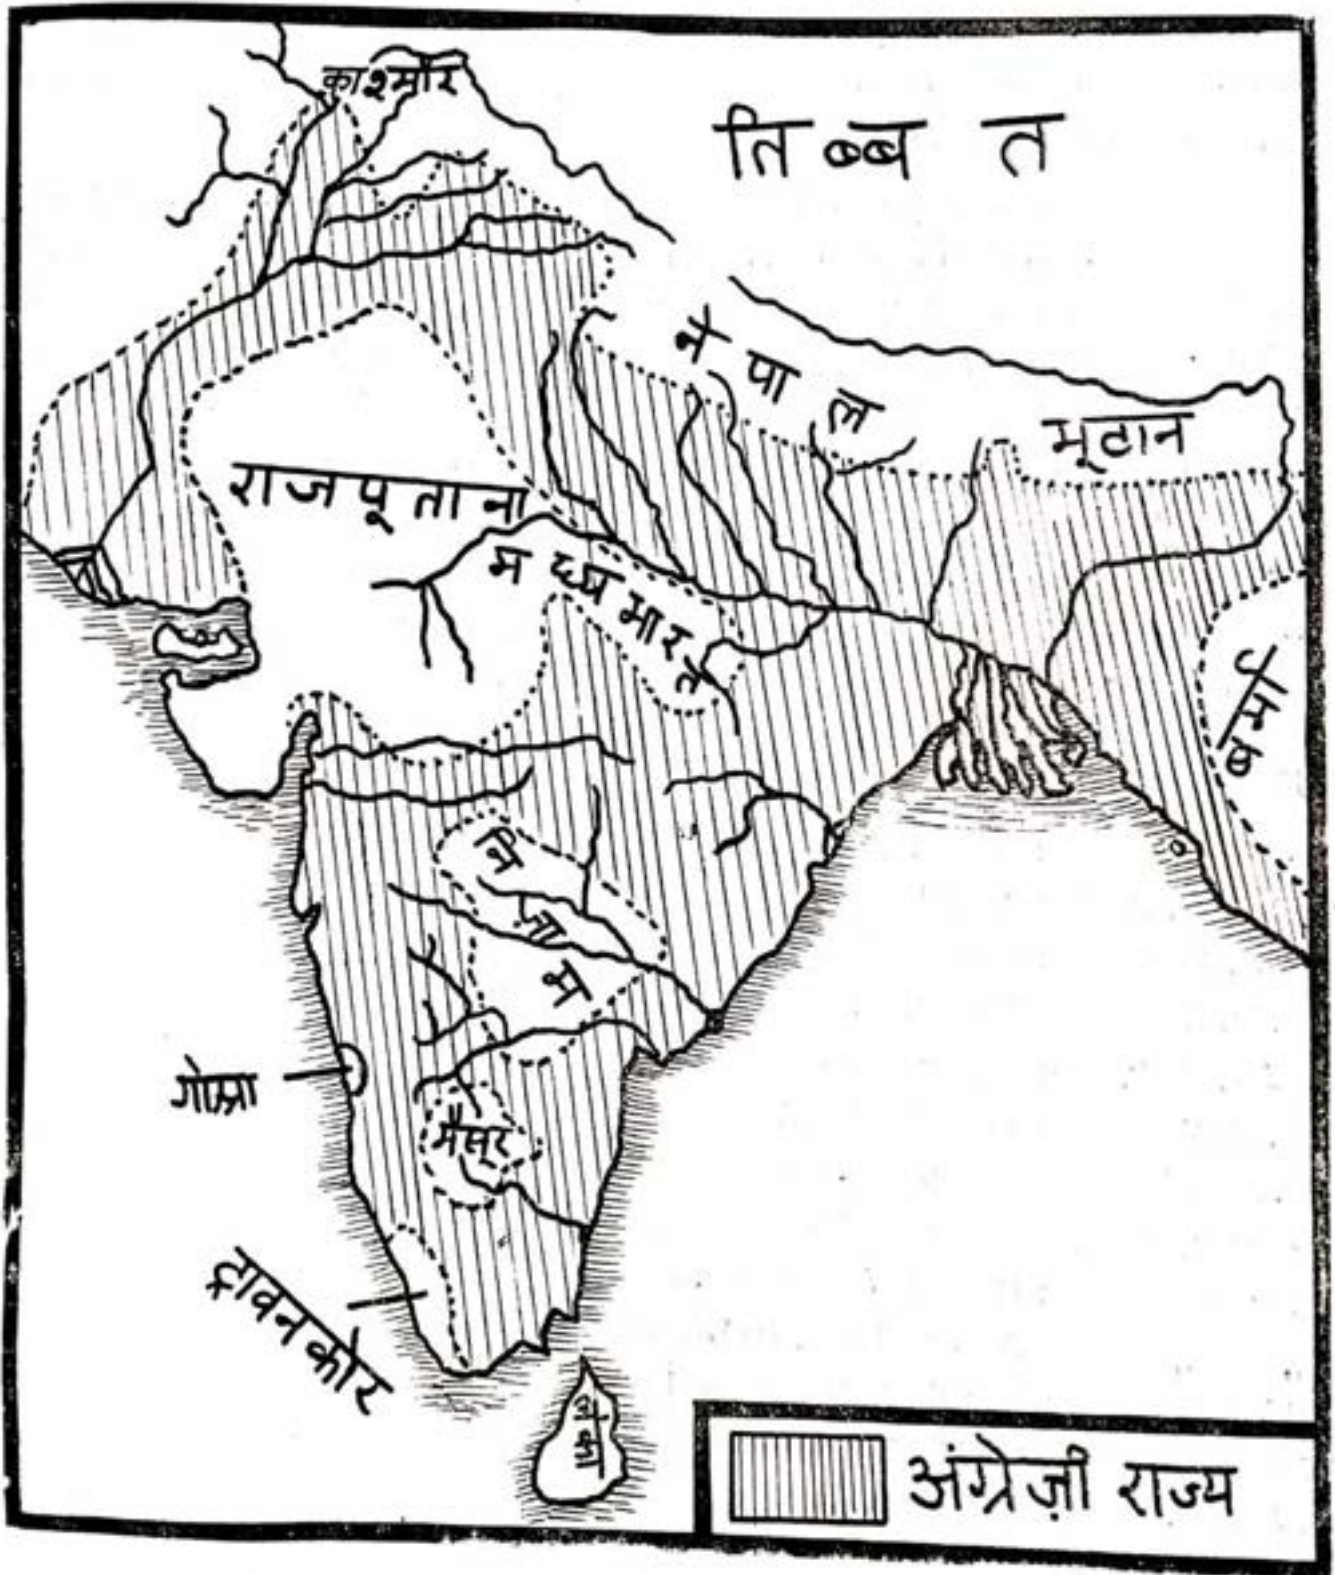 काश्मीर
तिब्बत
नेपाल
भूटान
राजपूताना
मध्य भारत
बर्मा
निजाम
गोआ
मैसूर
ट्रावनकोर
लंका
अंग्रेज़ी राज्य